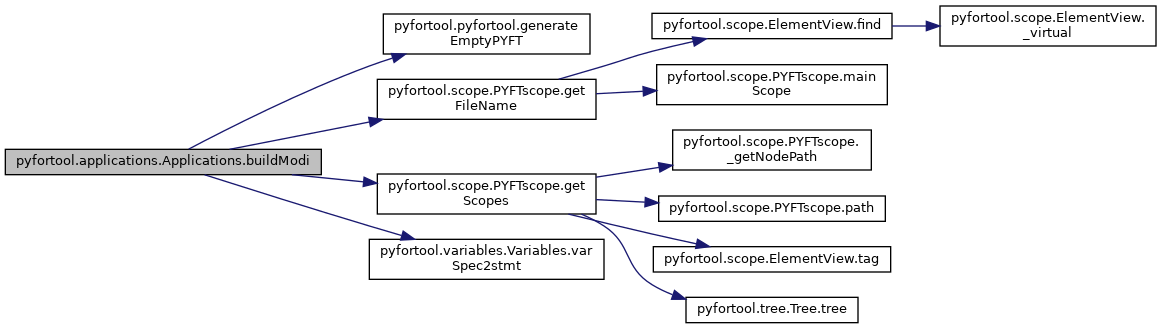 pyfortool.applications.Applications.buildModi
pyfortool.pyfortool.generate
EmptyPYFT
pyfortool.scope.PYFTscope.get
FileName
pyfortool.scope.PYFTscope.get
Scopes
pyfortool.variables.Variables.var
Spec2stmt
pyfortool.scope.ElementView.find
pyfortool.scope.PYFTscope.main
Scope
pyfortool.scope.PYFTscope.
_getNodePath
pyfortool.scope.PYFTscope.path
pyfortool.scope.ElementView.tag
pyfortool.tree.Tree.tree
pyfortool.scope.ElementView.
_virtual